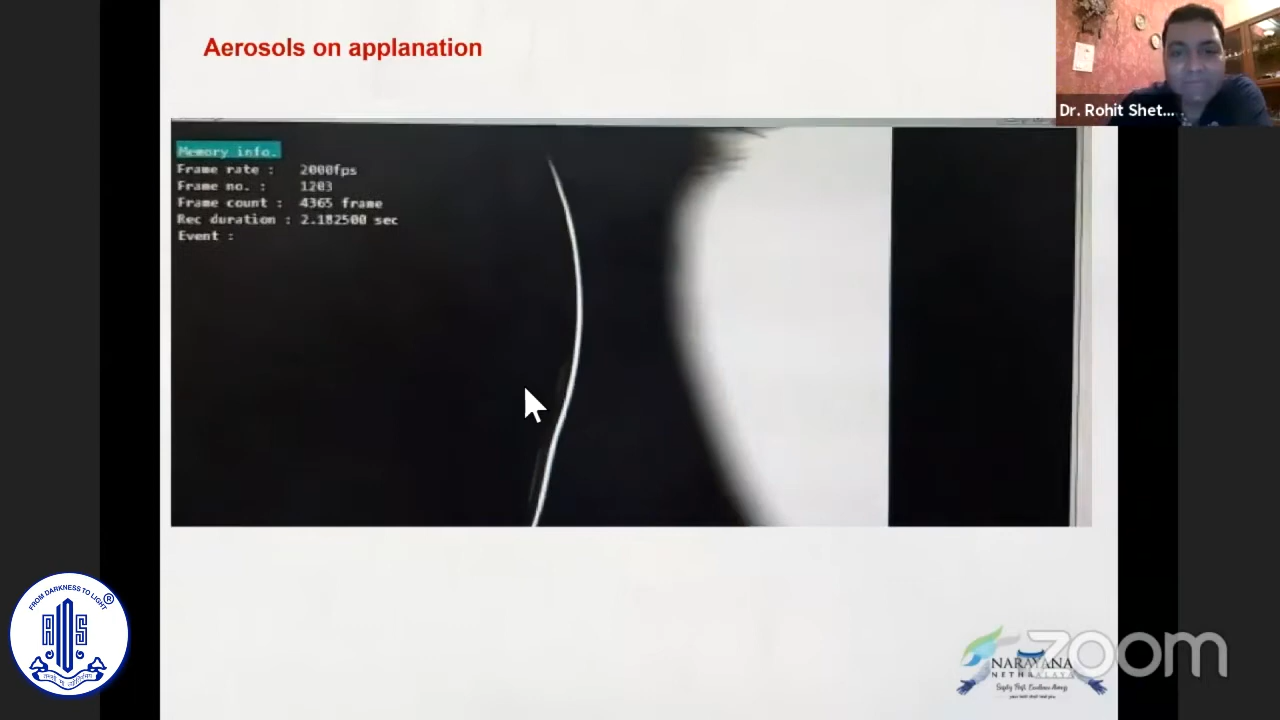 Aerosols on applanation
Dr. Rohit Shet...
Memory info.
Frame rate : 2000fps
Frame no. : 1203
Frame count : 4365 frame
Rec duration : 2.182500 sec
Event :
FROM DARKNESS TO LIGHT
AIOS
®
NARAYANA
NETHRALAYA
zoom